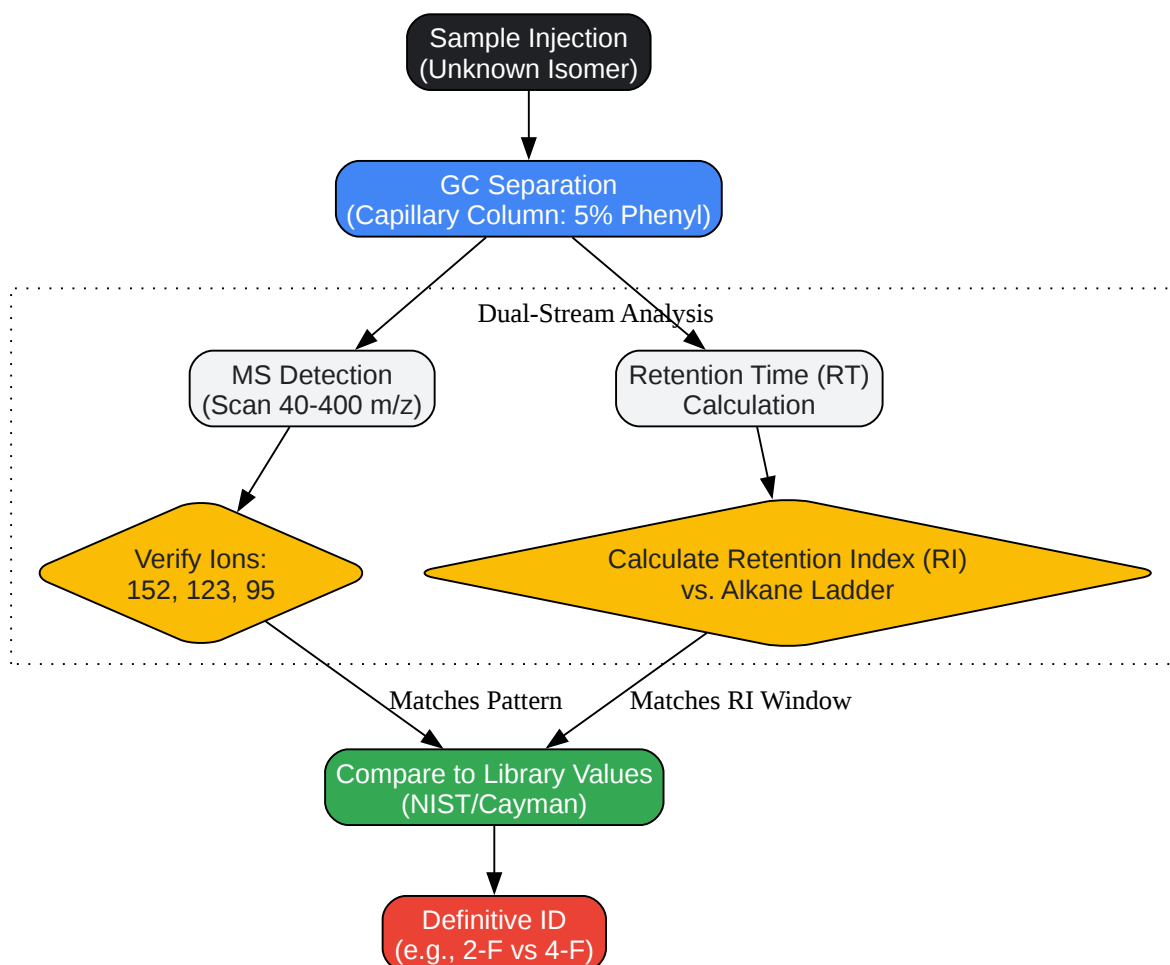 Sample Injection
(Unknown Isomer)
GC Separation
(Capillary Column: 5% Phenyl)
Dual-Stream Analysis
MS Detection
(Scan 40-400 m/z)
Retention Time (RT)
Calculation
Verify Ions:
152, 123, 95
Calculate Retention Index (RI)
vs. Alkane Ladder
Matches Pattern
Matches RI Window
Compare to Library Values
(NIST/Cayman)
Definitive ID
(e.g., 2-F vs 4-F)